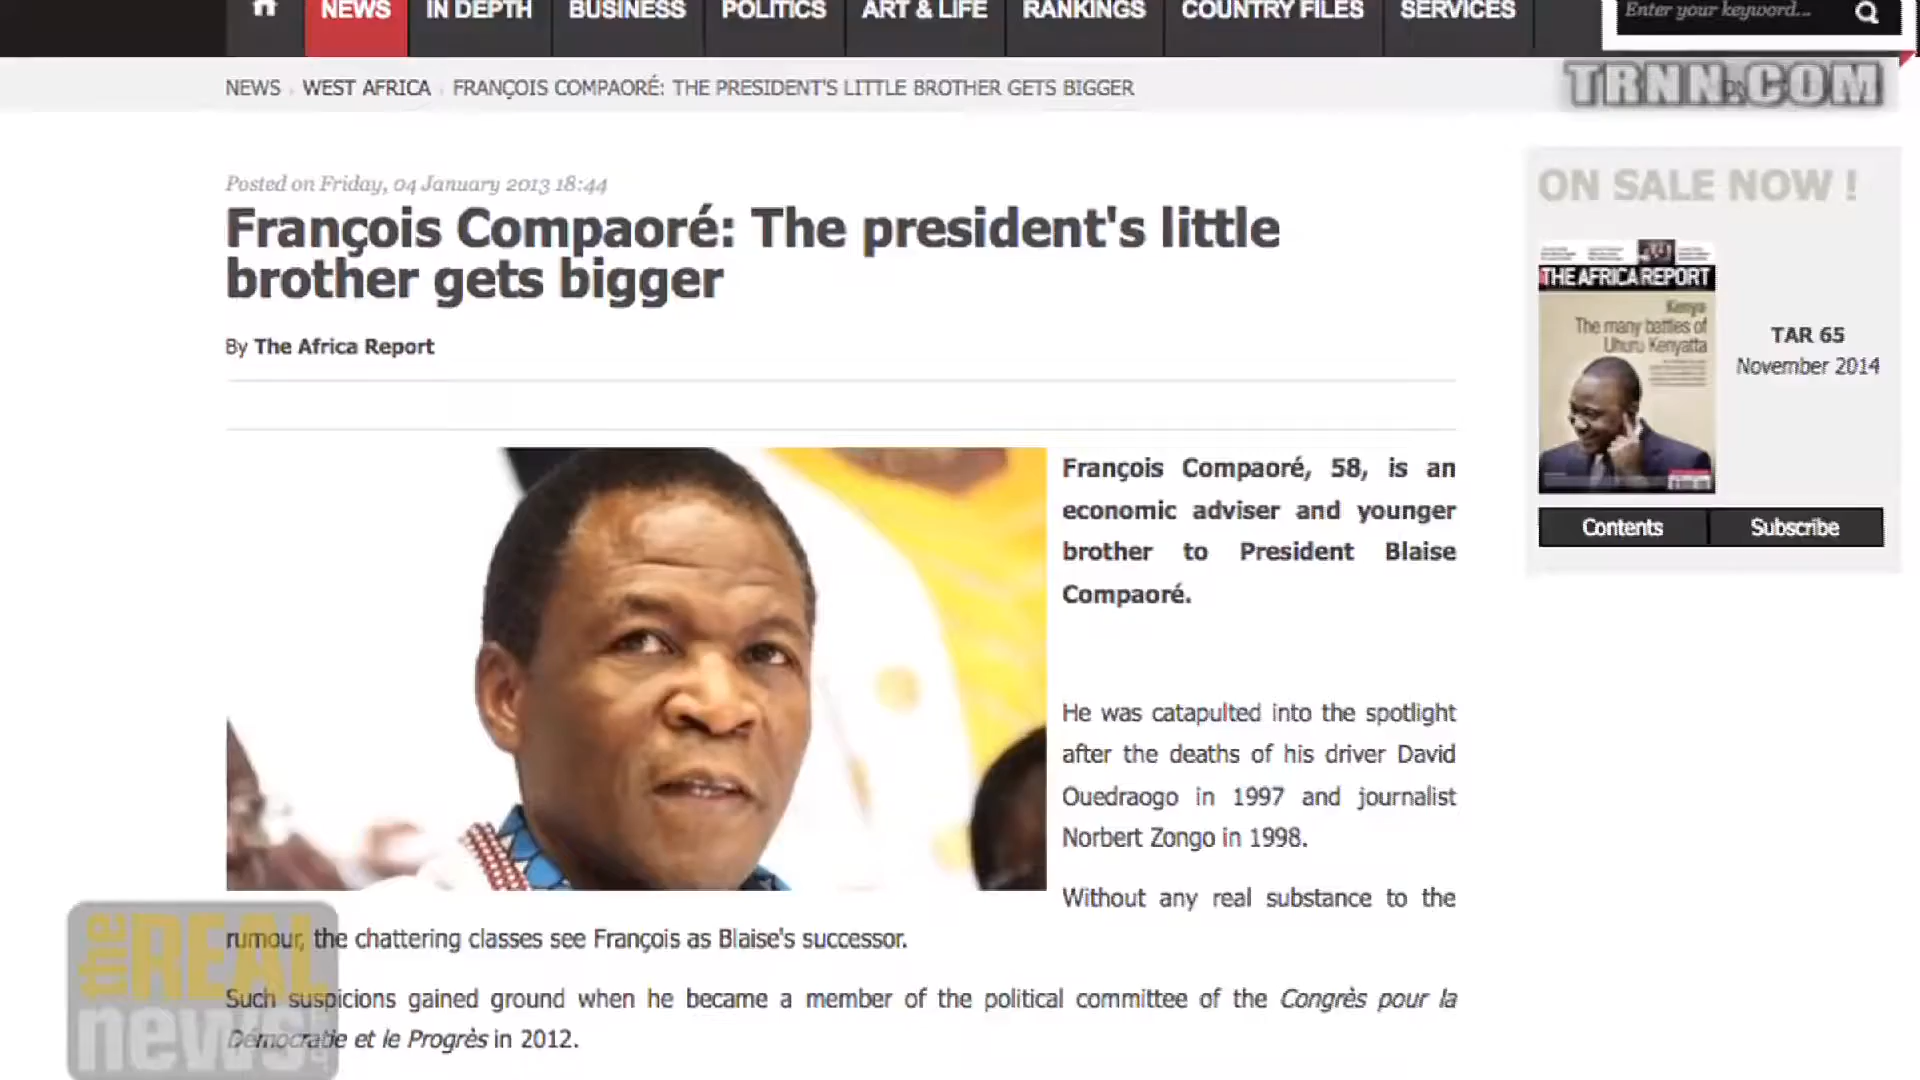 NEWS IN DEPTH BUSINESS POLITICS ART & LIFE RANKINGS COUNTRY FILES SERVICES
Enter your keyword...
NEWS WEST AFRICA FRANÇOIS COMPAORÉ: THE PRESIDENT'S LITTLE BROTHER GETS BIGGER
TRNN.COM
Posted on Friday, 04 January 2013 18:44
François Compaoré: The president's little
brother gets bigger
By The Africa Report
François Compaoré, 58, is an
economic adviser and younger
brother to President Blaise
Compaoré.
He was catapulted into the spotlight
after the deaths of his driver David
Ouedraogo in 1997 and journalist
Norbert Zongo in 1998.
Without any real substance to the
rumour, the chattering classes see François as Blaise's successor.
Such suspicions gained ground when he became a member of the political committee of the Congrès pour la
Démocratie et le Progrès in 2012.
ON SALE NOW !
THE AFRICA REPORT
Kenya
The many battles of
Uhuru Kenyatta
TAR 65
November 2014
Contents Subscribe
the REAL
news